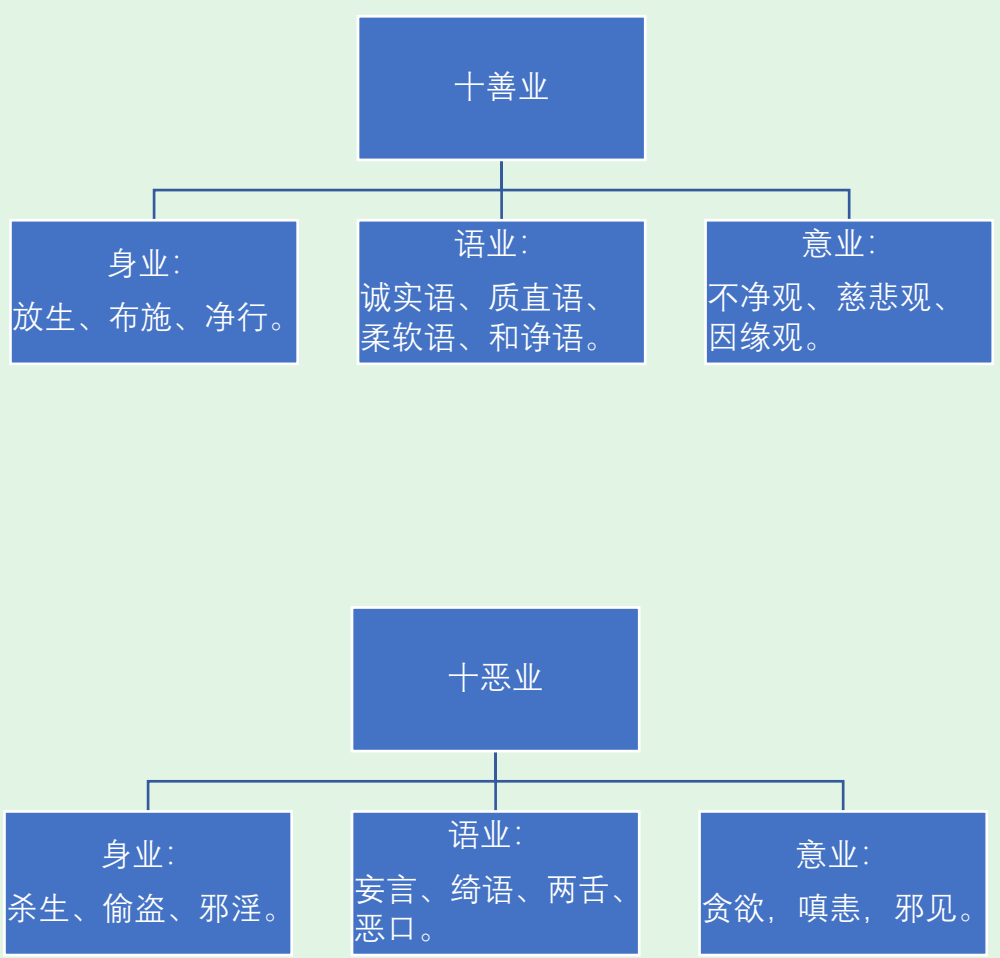 十善业
身业：
放生、布施、净行。
语业：
诚实语、质直语、
柔软语、和诤语。
意业：
不净观、慈悲观、
因缘观。
十恶业
身业：
杀生、偷盗、邪淫。
语业：
妄言、绮语、两舌、
恶口。
意业：
贪欲，嗔恚，邪见。